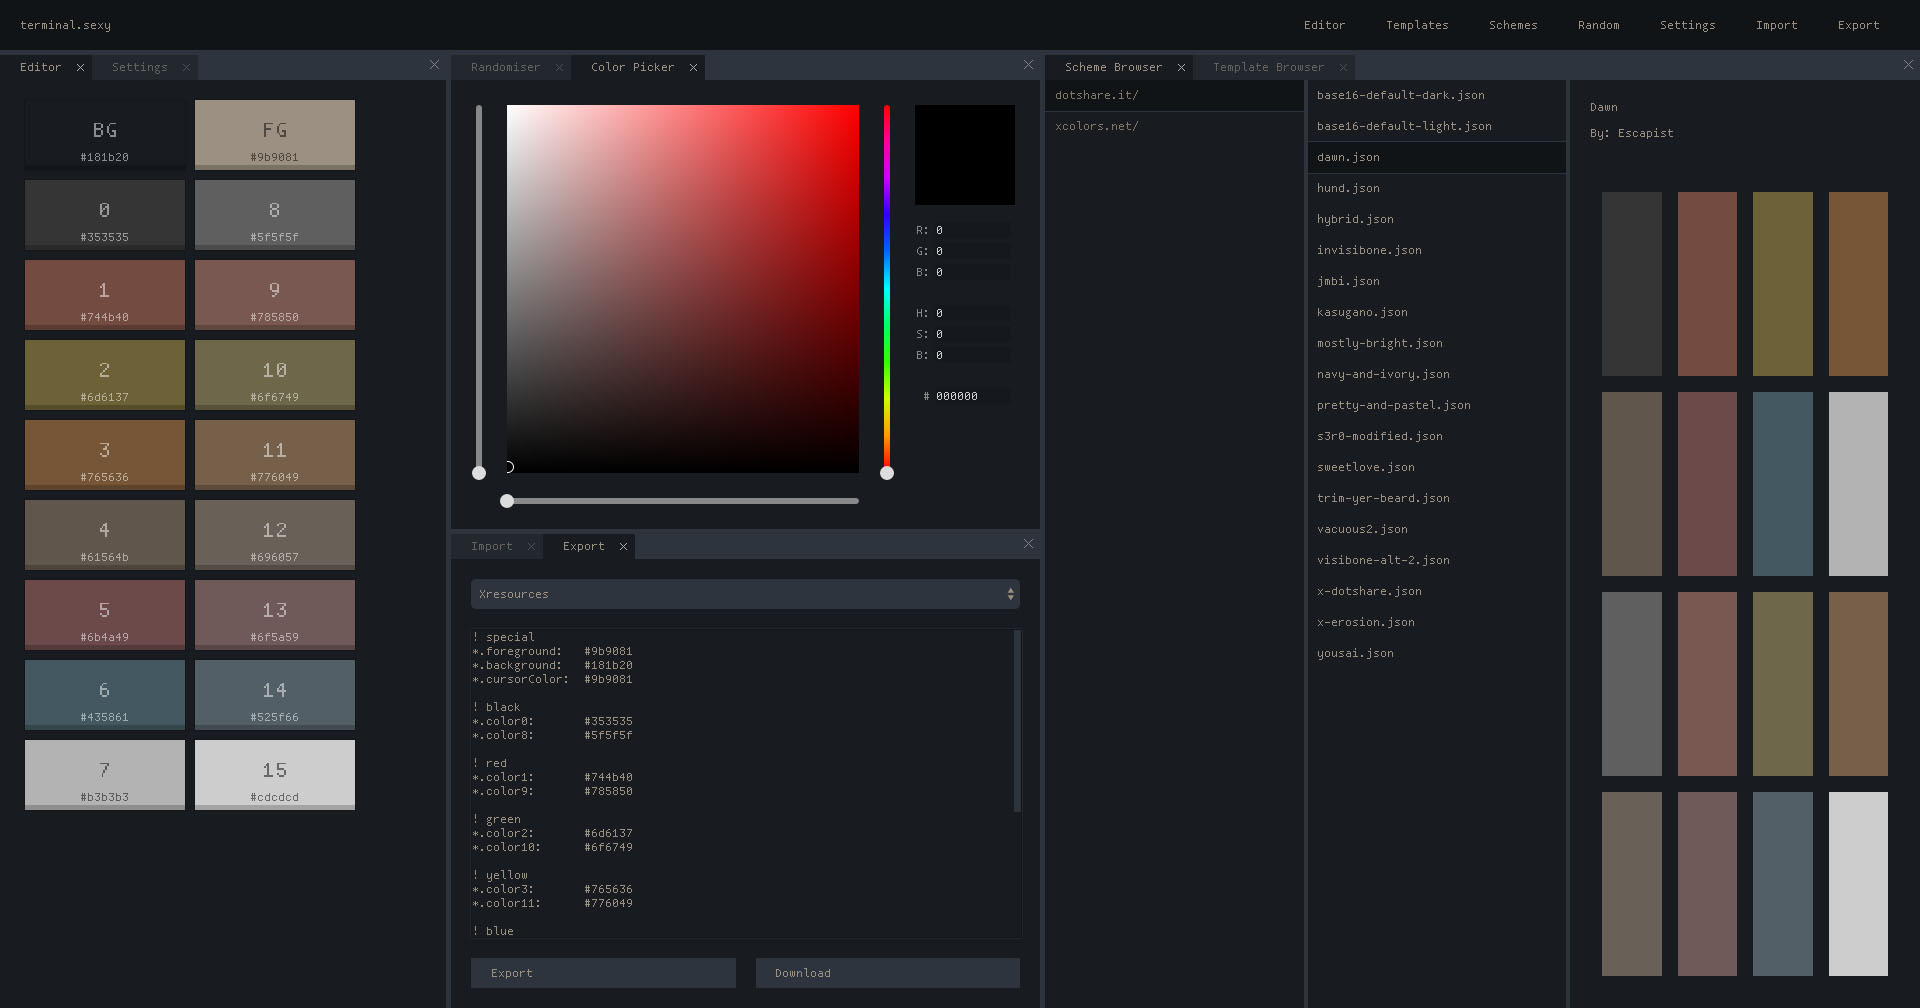 terminal.sexy
Editor Templates Schemes Random Settings Import Export
Editor Settings
BG
#181b20
FG
#9b9081
0
#353535
8
#5f5f5f
1
#744b40
9
#785850
2
#6d6137
10
#6f6749
3
#765636
11
#776049
4
#61564b
12
#696057
5
#6b4a49
13
#6f5a59
6
#435861
14
#525f66
7
#b3b3b3
15
#cdcdcd
Randomiser Color Picker
R: 0
G: 0
B: 0
H: 0
S: 0
B: 0
# 000000
Import Export
Xresources
! special
*.foreground: #9b9081
*.background: #181b20
*.cursorColor: #9b9081
! black
*.color0: #353535
*.color8: #5f5f5f
! red
*.color1: #744b40
*.color9: #785850
! green
*.color2: #6d6137
*.color10: #6f6749
! yellow
*.color3: #765636
*.color11: #776049
! blue
Export
Download
Scheme Browser Template Browser
dotshare.it/
xcolors.net/
base16-default-dark.json
base16-default-light.json
dawn.json
hund.json
hybrid.json
invisibone.json
jmbi.json
kasugano.json
mostly-bright.json
navy-and-ivory.json
pretty-and-pastel.json
s3r0-modified.json
sweetlove.json
trim-yer-beard.json
vacuous2.json
visibone-alt-2.json
x-dotshare.json
x-erosion.json
yousai.json
Dawn
By: Escapist